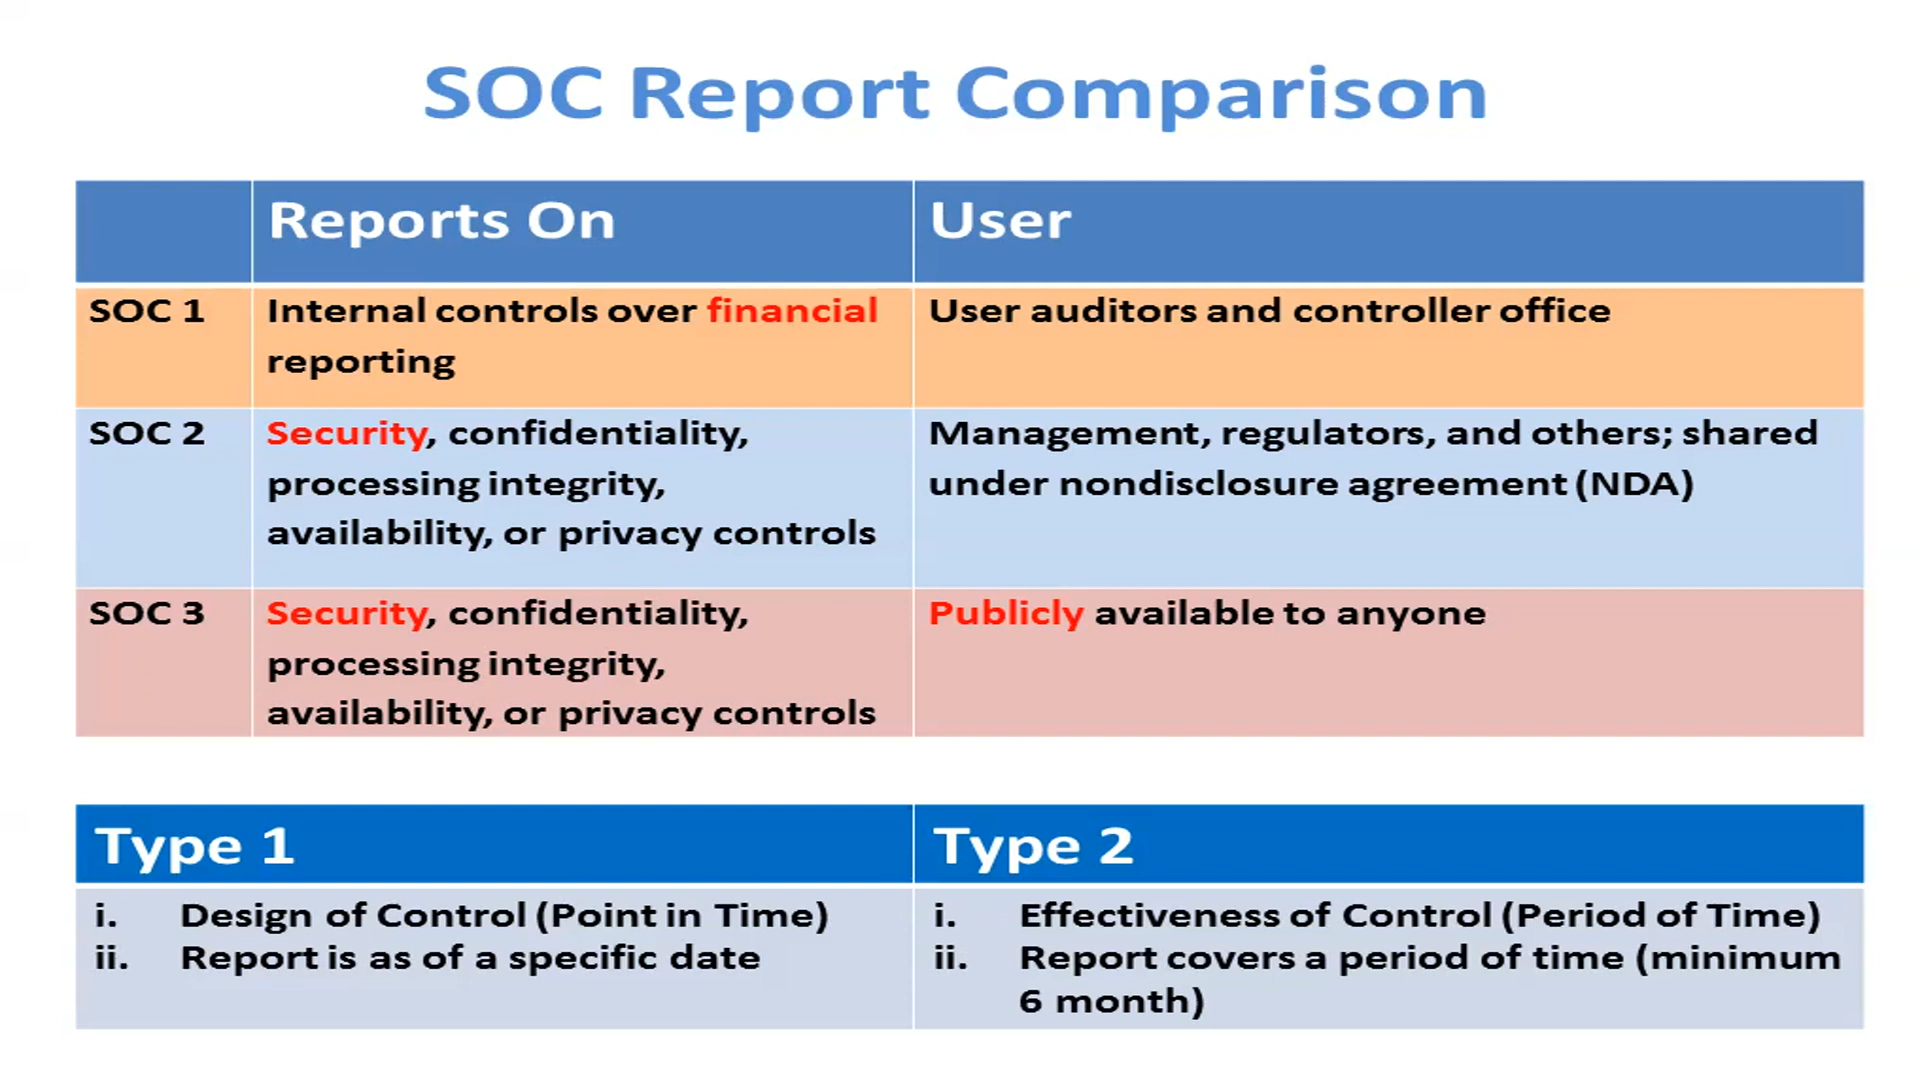 SOC Report Comparison
Reports On
User
SOC 1
Internal controls over financial
reporting
User auditors and controller office
SOC 2
Security, confidentiality,
processing integrity,
availability, or privacy controls
Management, regulators, and others; shared
under nondisclosure agreement (NDA)
SOC 3
Security, confidentiality,
processing integrity,
availability, or privacy controls
Publicly available to anyone
Type 1
Type 2
i. Design of Control (Point in Time)
ii. Report is as of a specific date
i. Effectiveness of Control (Period of Time)
ii. Report covers a period of time (minimum
6 month)